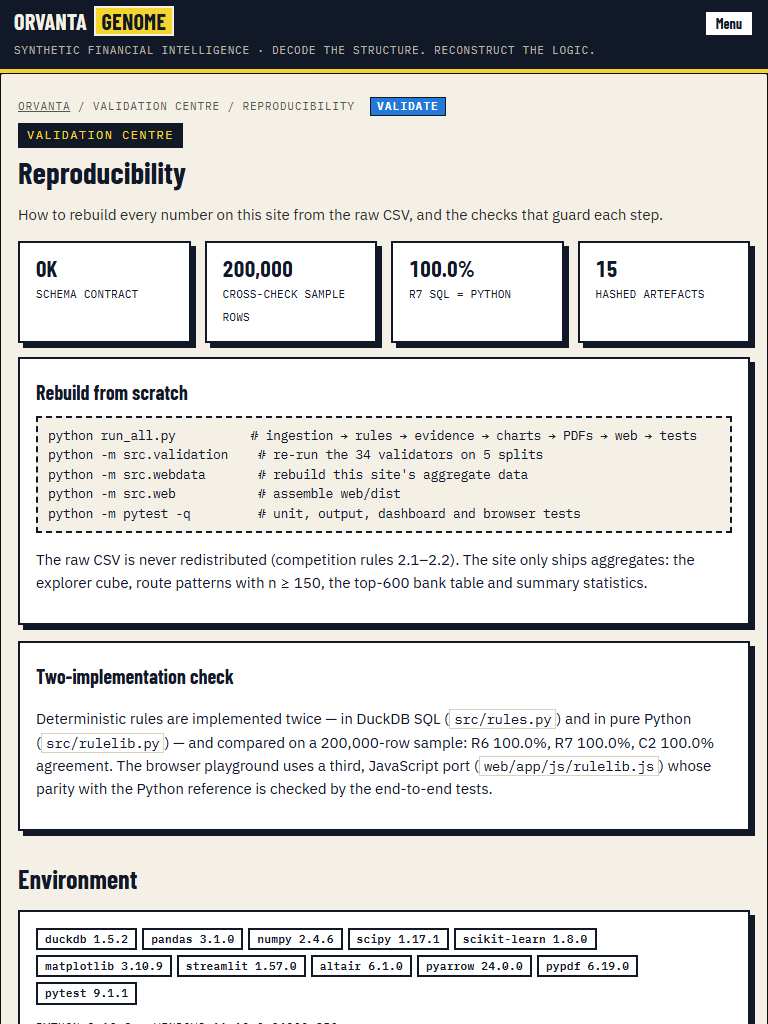 ORVANTA GENOME
Menu
SYNTHETIC FINANCIAL INTELLIGENCE · DECODE THE STRUCTURE. RECONSTRUCT THE LOGIC.
ORVANTA / VALIDATION CENTRE / REPRODUCIBILITY VALIDATE
VALIDATION CENTRE
Reproducibility
How to rebuild every number on this site from the raw CSV, and the checks that guard each step.
OK
SCHEMA CONTRACT
200,000
CROSS-CHECK SAMPLE
ROWS
100.0%
R7 SQL = PYTHON
15
HASHED ARTEFACTS
Rebuild from scratch
python run_all.py # ingestion → rules → evidence → charts → PDFs → web → tests
python -m src.validation # re-run the 34 validators on 5 splits
python -m src.webdata # rebuild this site's aggregate data
python -m src.web # assemble web/dist
python -m pytest -q # unit, output, dashboard and browser tests
The raw CSV is never redistributed (competition rules 2.1–2.2). The site only ships aggregates: the
explorer cube, route patterns with n ≥ 150, the top-600 bank table and summary statistics.
Two-implementation check
Deterministic rules are implemented twice — in DuckDB SQL (src/rules.py) and in pure Python
(src/rulelib.py) — and compared on a 200,000-row sample: R6 100.0%, R7 100.0%, C2 100.0%
agreement. The browser playground uses a third, JavaScript port (web/app/js/rulelib.js) whose
parity with the Python reference is checked by the end-to-end tests.
Environment
duckdb 1.5.2 pandas 3.1.0 numpy 2.4.6 scipy 1.17.1 scikit-learn 1.8.0
matplotlib 3.10.9 streamlit 1.57.0 altair 6.1.0 pyarrow 24.0.0 pypdf 6.19.0
pytest 9.1.1